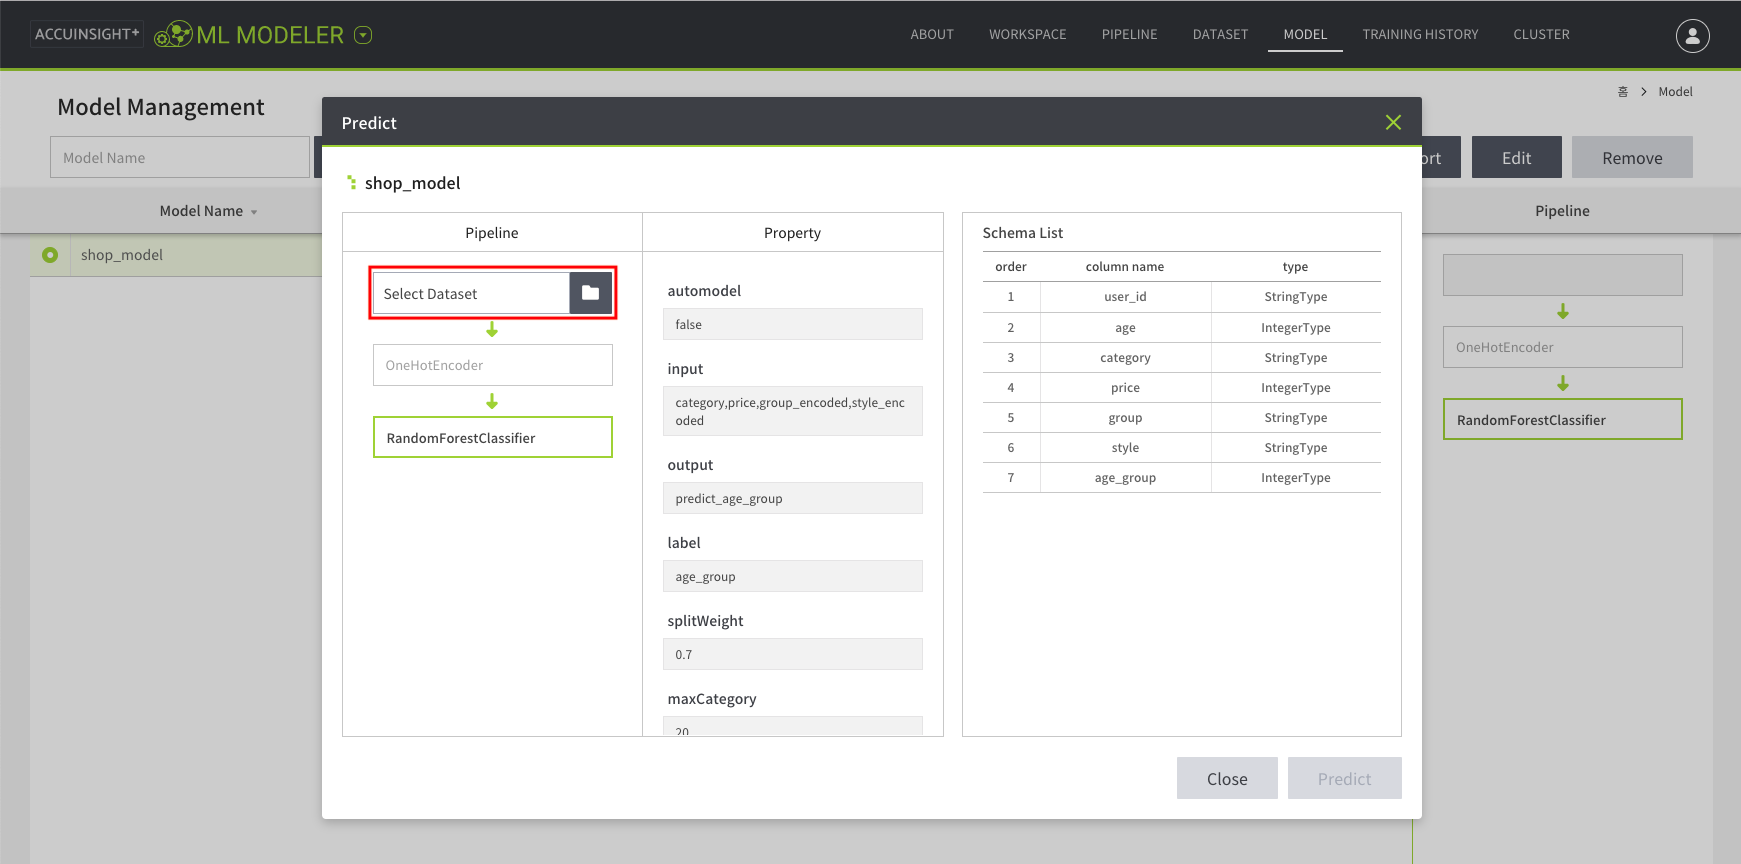 ACCUINSIGHT+
ML MODELER
ABOUT WORKSPACE PIPELINE DATASET MODEL TRAINING HISTORY CLUSTER
Model Management
홈 > Model
Model Name
ort
Edit
Remove
Model Name
Pipeline
shop_model
OneHotEncoder
RandomForestClassifier
Predict
shop_model
Pipeline
Select Dataset
OneHotEncoder
RandomForestClassifier
Property
automodel
false
input
category,price,group_encoded,style_enc
oded
output
predict_age_group
label
age_group
splitWeight
0.7
maxCategory
20
Schema List
order column name type
1 user_id StringType
2 age IntegerType
3 category StringType
4 price IntegerType
5 group StringType
6 style StringType
7 age_group IntegerType
Close
Predict